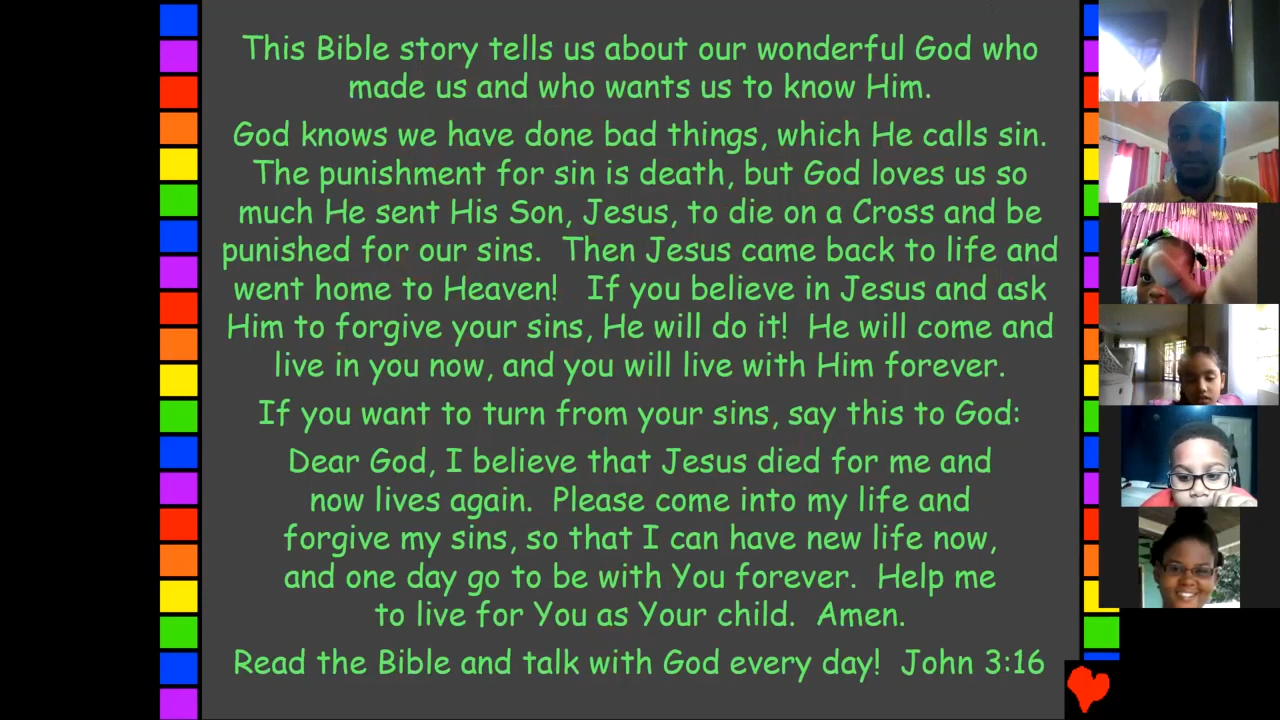 This Bible story tells us about our wonderful God who
made us and who wants us to know Him.
God knows we have done bad things, which He calls sin.
The punishment for sin is death, but God loves us so
much He sent His Son, Jesus, to die on a Cross and be
punished for our sins.  Then Jesus came back to life and
went home to Heaven!   If you believe in Jesus and ask
Him to forgive your sins, He will do it!  He will come and
live in you now, and you will live with Him forever.
If you want to turn from your sins, say this to God:
Dear God, I believe that Jesus died for me and
now lives again.  Please come into my life and
forgive my sins, so that I can have new life now,
and one day go to be with You forever.  Help me
to live for You as Your child.  Amen.
Read the Bible and talk with God every day!  John 3:16